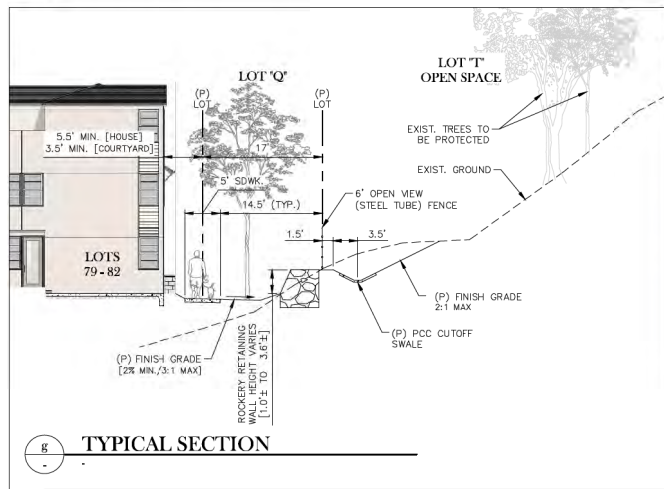 LOT "Q"
LOT "T"
OPEN SPACE
(P)
LOT
(P)
LOT
5.5' MIN. [HOUSE]
3.5' MIN. [COURTYARD]
17'
EXIST. TREES TO
BE PROTECTED
EXIST. GROUND
5' SDWK.
14.5' (TYP.)
6' OPEN VIEW
(STEEL TUBE) FENCE
1.5'
3.5'
LOTS
79 - 82
(P) FINISH GRADE
2:1 MAX
(P) PCC CUTOFF
SWALE
(P) FINISH GRADE
[2% MIN./3:1 MAX]
ROCKERY RETAINING
WALL HEIGHT VARIES
[1.0'± TO 3.6'±]
g
-
TYPICAL SECTION
-